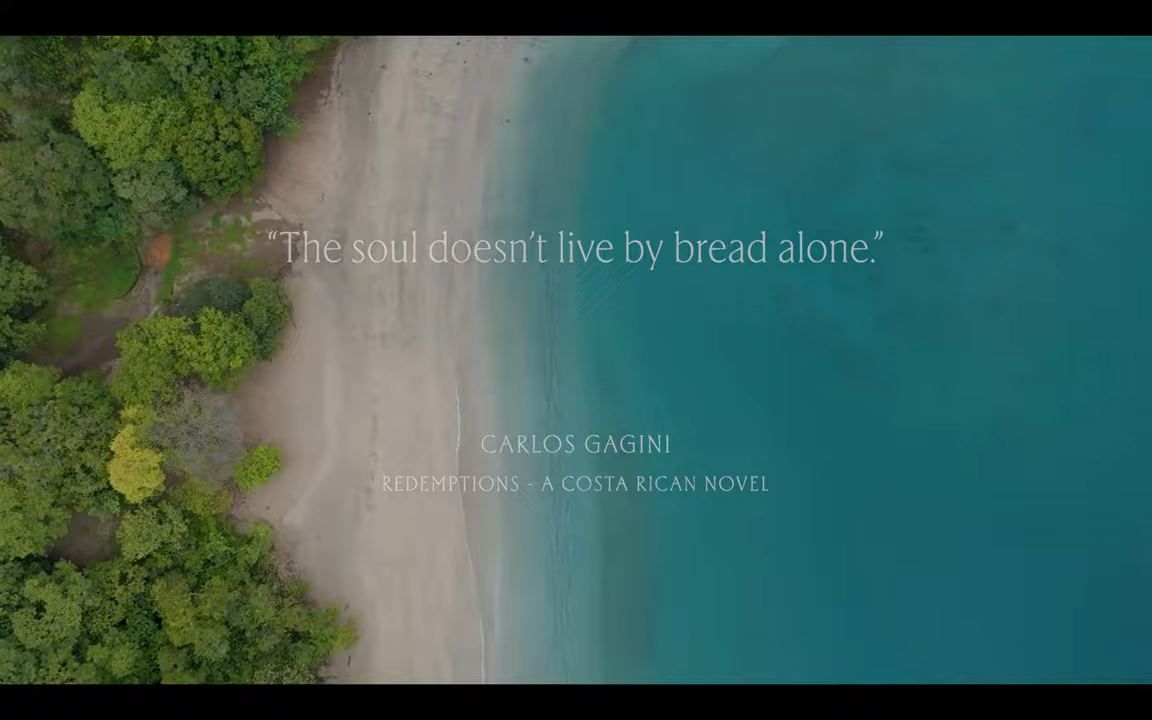 “The soul doesn’t live by bread alone.”
CARLOS GAGINI
REDEMPTIONS - A COSTA RICAN NOVEL